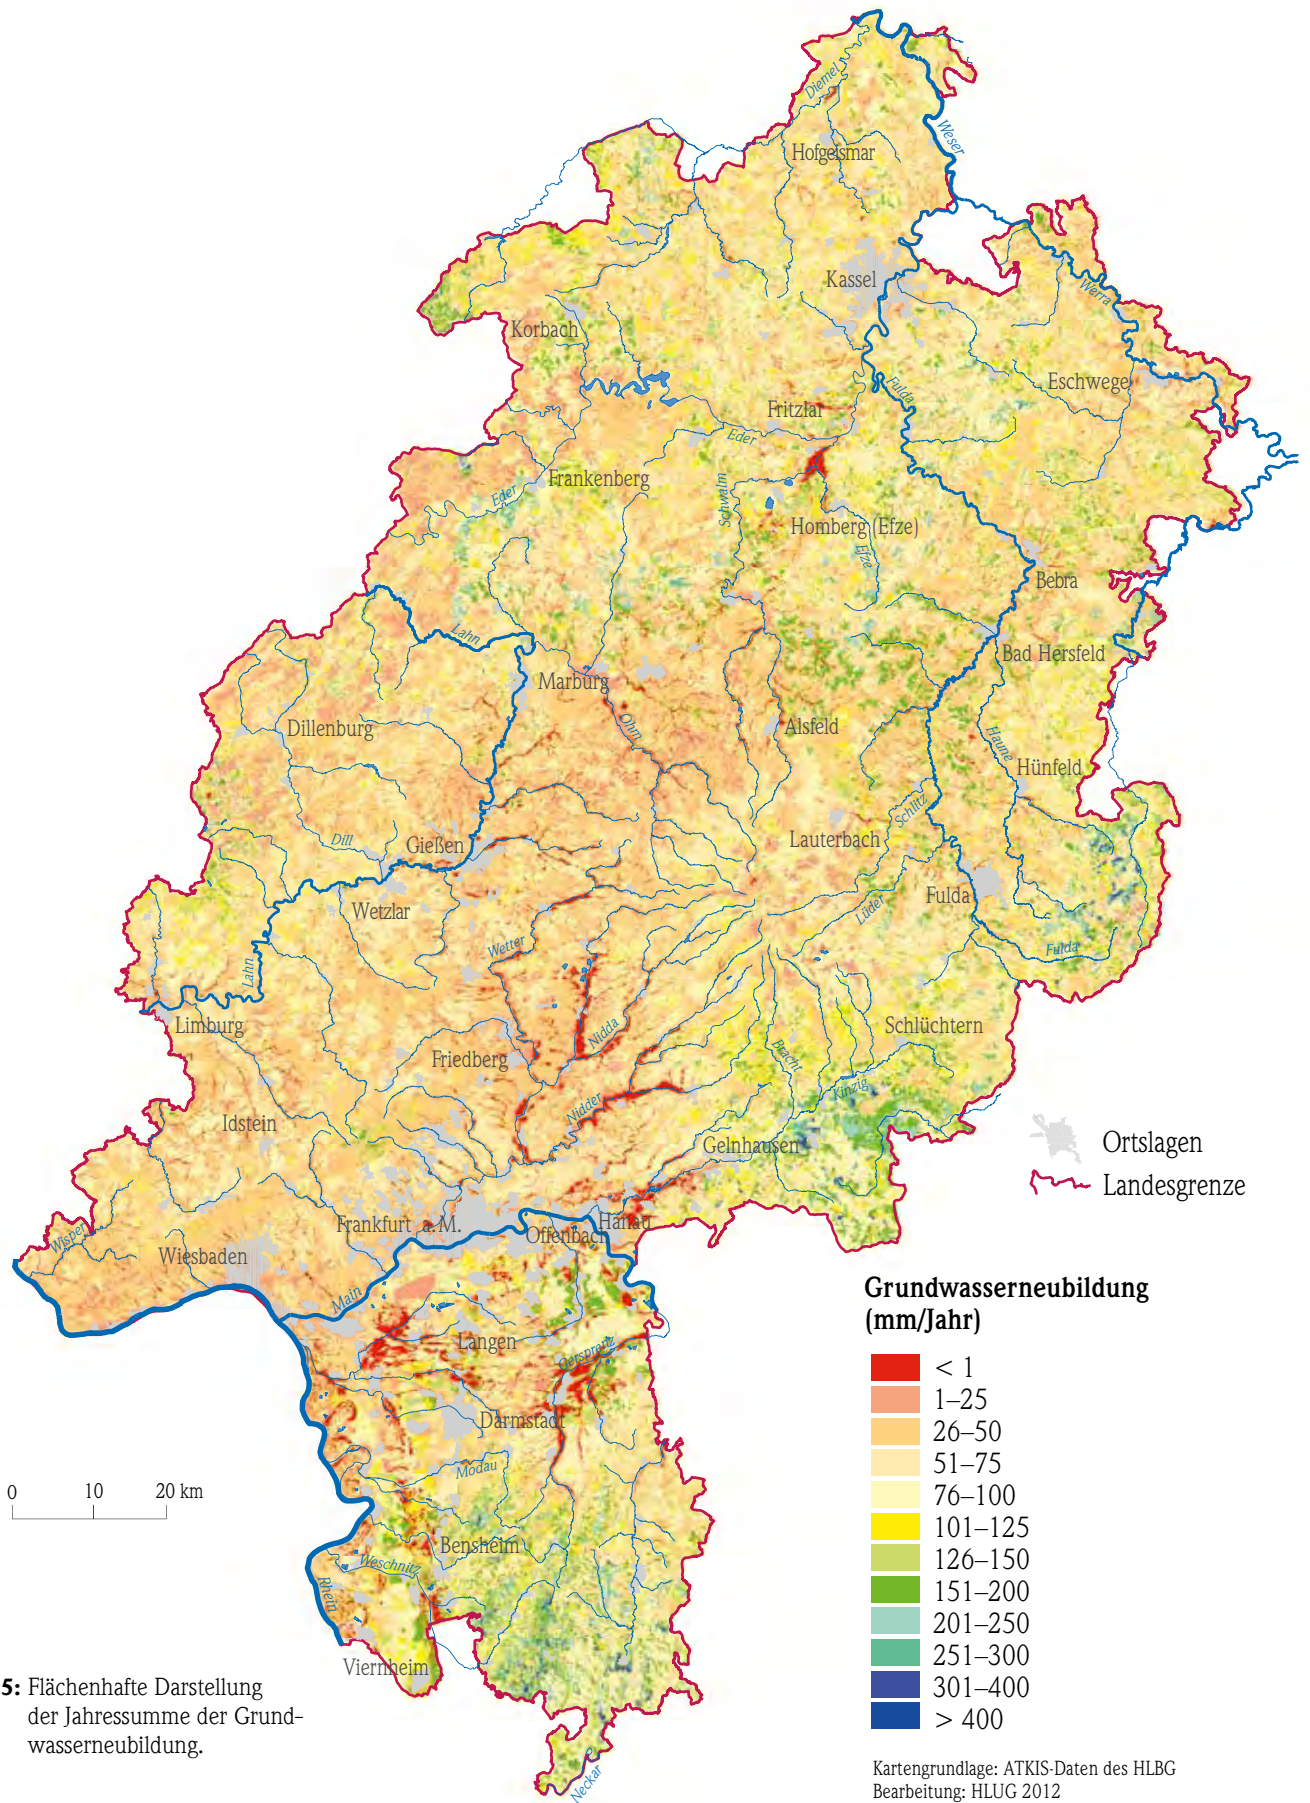 Diemel
Weser
Hofgeismar
Kassel
Werra
Korbach
Eschwege
Fulda
Fritzlar
Eder
Frankenberg
Schwalm
Eder
Homberg (Efze)
Efze
Bebra
Lahn
Bad Hersfeld
Marburg
Ohm
Alsfeld
Dillenburg
Haune
Hünfeld
Schlitz
Lauterbach
Dill
Gießen
Fulda
Wetzlar
Lüder
Wetter
Fulda
Lahn
Limburg
Schlüchtern
Nidda
Friedberg
Bracht
Kinzig
Nidder
Idstein
Gelnhausen
Ortslagen
Landesgrenze
Hanau
Frankfurt a. M.
Offenbach
Wisper
Wiesbaden
Main
Langen
Gersprenz
Darmstadt
Modau
Bensheim
Weschnitz
Rhein
Viernheim
Neckar
Grundwasserneubildung
(mm/Jahr)
< 1
1–25
26–50
51–75
76–100
101–125
126–150
151–200
201–250
251–300
301–400
> 400
0 10 20 km
5: Flächenhafte Darstellung
der Jahressumme der Grund-
wasserneubildung.
Kartengrundlage: ATKIS-Daten des HLBG
Bearbeitung: HLUG 2012